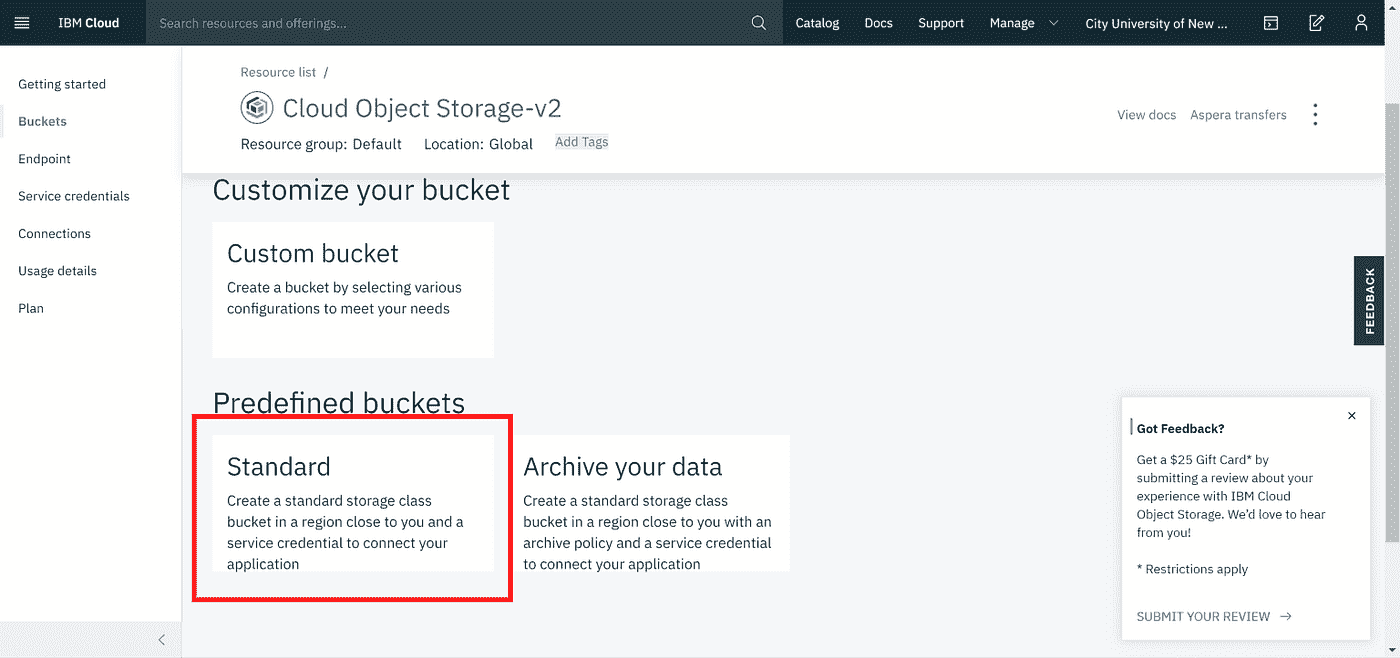 IBM Cloud
Search resources and offerings...
Catalog
Docs
Support
Manage
City University of New ...
Getting started
Buckets
Endpoint
Service credentials
Connections
Usage details
Plan
Resource list /
Cloud Object Storage-v2
Resource group: Default
Location: Global
Add Tags
View docs
Aspera transfers
Customize your bucket
Custom bucket
Create a bucket by selecting various
configurations to meet your needs
Predefined buckets
Standard
Create a standard storage class
bucket in a region close to you and a
service credential to connect your
application
Archive your data
Create a standard storage class
bucket in a region close to you with an
archive policy and a service credential
to connect your application
FEEDBACK
Got Feedback?
Get a $25 Gift Card* by
submitting a review about your
experience with IBM Cloud
Object Storage. We'd love to hear
from you!
* Restrictions apply
SUBMIT YOUR REVIEW →